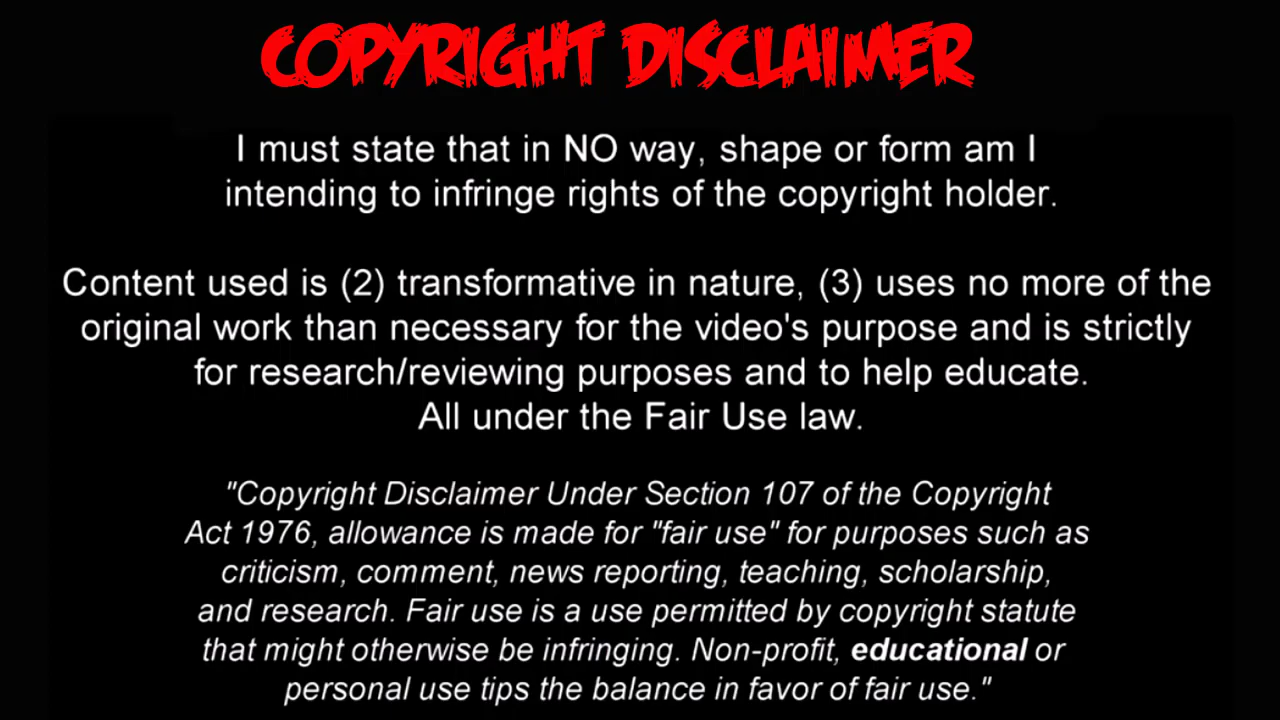 COPYRIGHT DISCLAIMER
I must state that in NO way, shape or form am I
intending to infringe rights of the copyright holder.
Content used is (2) transformative in nature, (3) uses no more of the
original work than necessary for the video's purpose and is strictly
for research/reviewing purposes and to help educate.
All under the Fair Use law.
"Copyright Disclaimer Under Section 107 of the Copyright
Act 1976, allowance is made for "fair use" for purposes such as
criticism, comment, news reporting, teaching, scholarship,
and research. Fair use is a use permitted by copyright statute
that might otherwise be infringing. Non-profit, educational or
personal use tips the balance in favor of fair use."